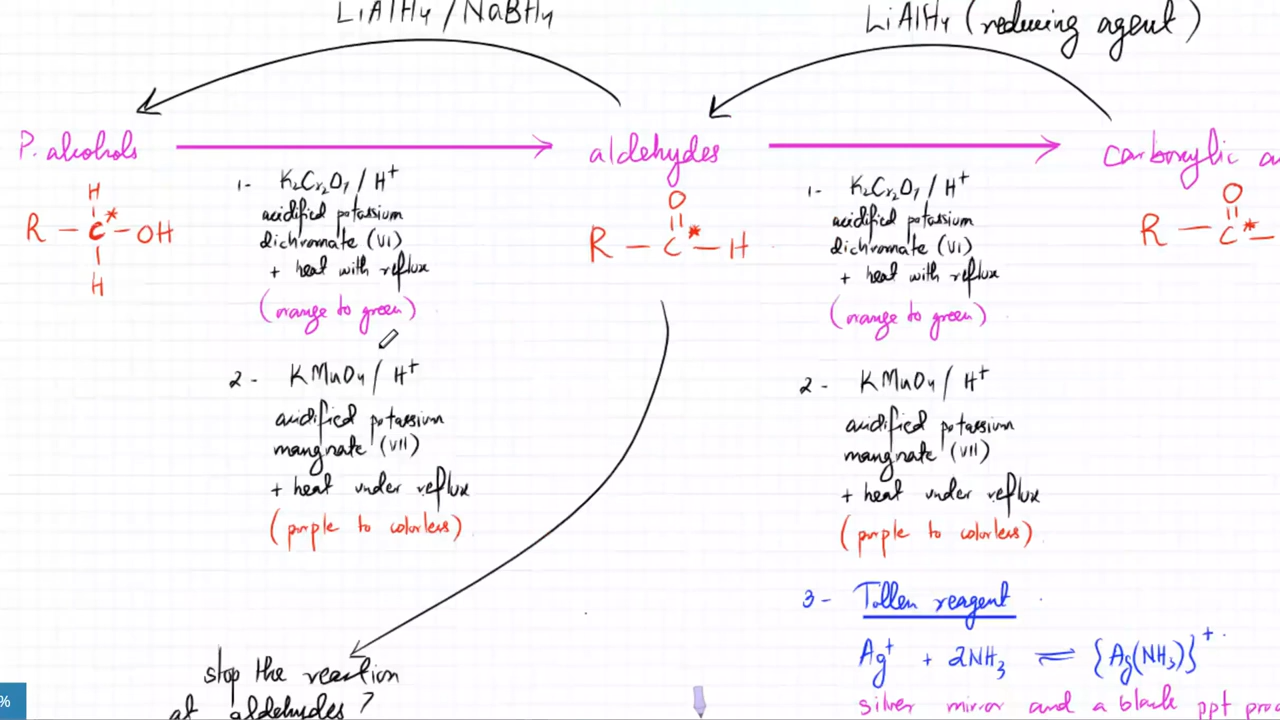 LiAlH4 / NaBH4
LiAlH4 (reducing agent)
P. alcohols
aldehydes
carboxylic
H
R - C* - OH
H
1- K2Cr2O7 / H+
acidified potassium
dichromate (VI)
+ heat with reflux
(orange to green)
2- KMnO4 / H+
acidified potassium
mangnate (VII)
+ heat under reflux
(purple to colorless)
O
R - C* - H
1- K2Cr2O7 / H+
acidified potassium
dichromate (VI)
+ heat with reflux
(orange to green)
2- KMnO4 / H+
acidified potassium
mangnate (VII)
+ heat under reflux
(purple to colorless)
3- Tollen reagent
Ag+ + 2NH3 ⇌ {Ag(NH3)}+
silver mirror and a black ppt
O
R - C* -
stop the reaction
at aldehydes?
%